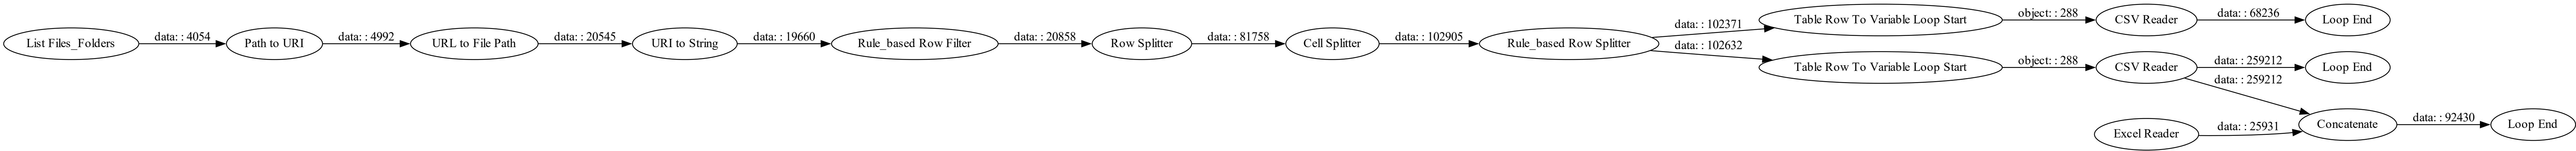 List Files_Folders
data: : 4054
Path to URI
data: : 4992
URL to File Path
data: : 20545
URI to String
data: : 19660
Rule_based Row Filter
data: : 20858
Row Splitter
data: : 81758
Cell Splitter
data: : 102905
Rule_based Row Splitter
data: : 102371
Table Row To Variable Loop Start
object: : 288
CSV Reader
data: : 68236
Loop End
data: : 102632
Table Row To Variable Loop Start
object: : 288
CSV Reader
data: : 259212
Loop End
data: : 259212
Excel Reader
data: : 25931
Concatenate
data: : 92430
Loop End